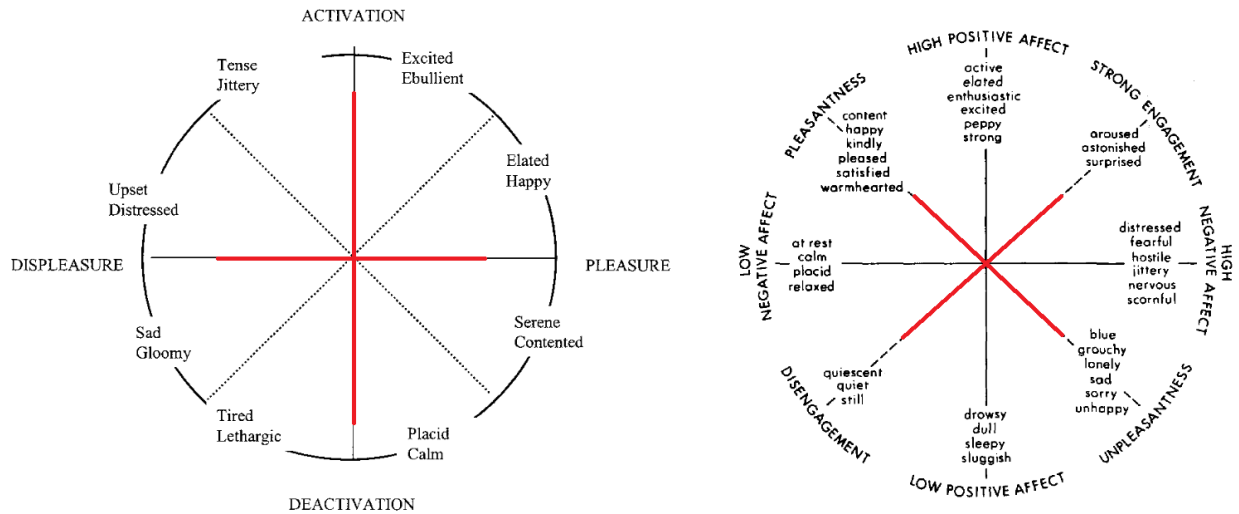 ACTIVATION
Tense
Jittery
Excited
Ebullient
Upset
Distressed
Elated
Happy
DISPLEASURE
PLEASURE
Sad
Gloomy
Serene
Contented
Tired
Lethargic
Placid
Calm
DEACTIVATION
HIGH POSITIVE AFFECT
active
elated
enthusiastic
excited
peppy
strong
STRONG ENGAGEMENT
aroused
astonished
surprised
PLEASANTNESS
content
happy
kindly
pleased
satisfied
warmhearted
LOW
NEGATIVE AFFECT
at rest
calm
placid
relaxed
HIGH
NEGATIVE AFFECT
distressed
fearful
hostile
jittery
nervous
scornful
DISENGAGEMENT
quiescent
quiet
still
UNPLEASANTNESS
blue
grouchy
lonely
sad
sorry
unhappy
drowsy
dull
sleepy
sluggish
LOW POSITIVE AFFECT